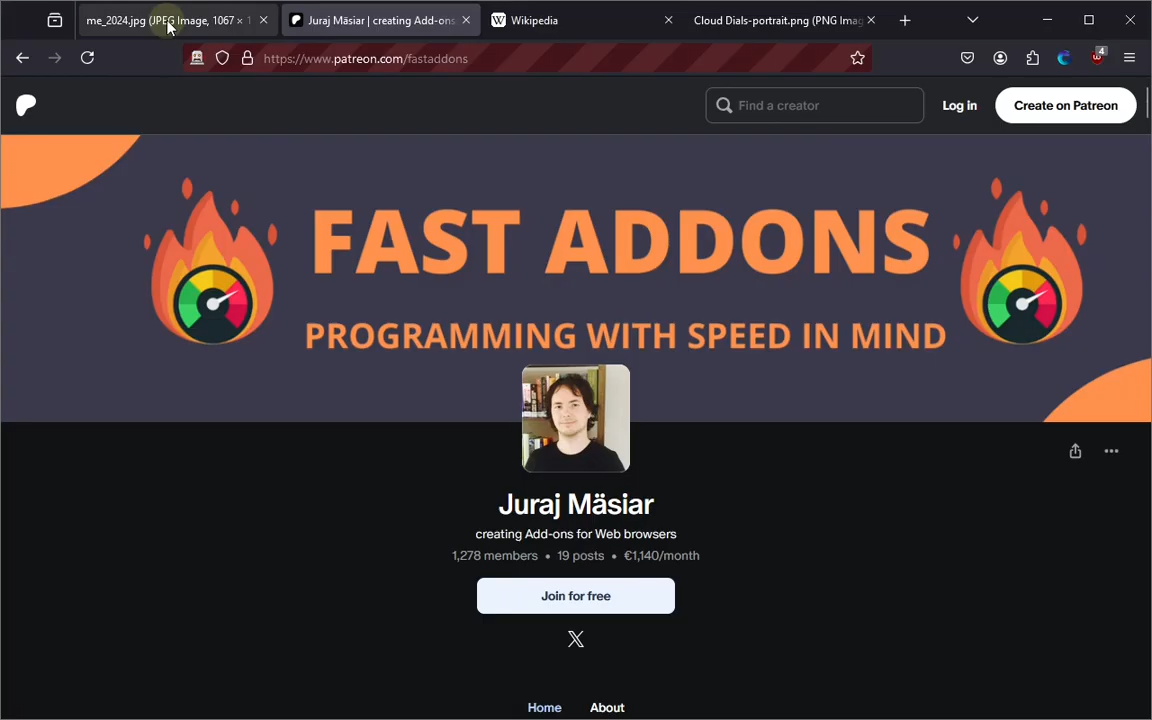 me_2024.jpg (JPEG Image, 1067 × 1
Juraj Mäsiar | creating Add-ons
Wikipedia
Cloud Dials-portrait.png (PNG Imag
https://www.patreon.com/fastaddons
4
Find a creator
Log in
Create on Patreon
FAST ADDONS
PROGRAMMING WITH SPEED IN MIND
Juraj Mäsiar
creating Add-ons for Web browsers
1,278 members • 19 posts • €1,140/month
Join for free
Home
About